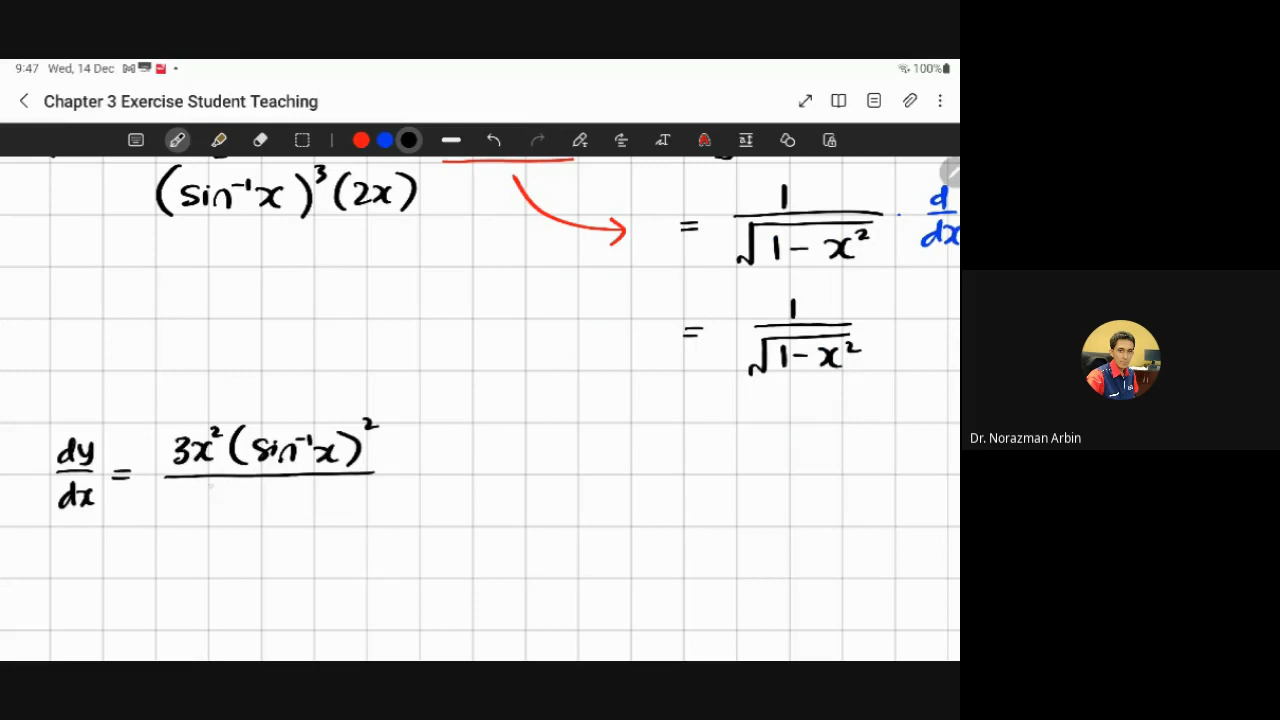 9:47 Wed, 14 Dec
100%
Chapter 3 Exercise Student Teaching
(sin⁻¹x)³(2x)
= 1/√(1-x²) · d/dx
= 1/√(1-x²)
dy/dx = 3x²(sin⁻¹x)²
Dr. Norazman Arbin